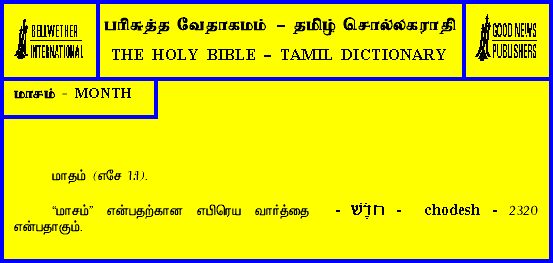 BELLWETHER
INTERNATIONAL
பரிசுத்த வேதாகமம் – தமிழ் சொல்லகராதி
THE HOLY BIBLE – TAMIL DICTIONARY
GOOD NEWS
PUBLISHERS
மாசம் - MONTH
மாதம் (எசே 1:1).
“மாசம்” என்பதற்கான எபிரெய வார்த்தை - חֹדֶשׁ - chodesh - 2320
என்பதாகும்.